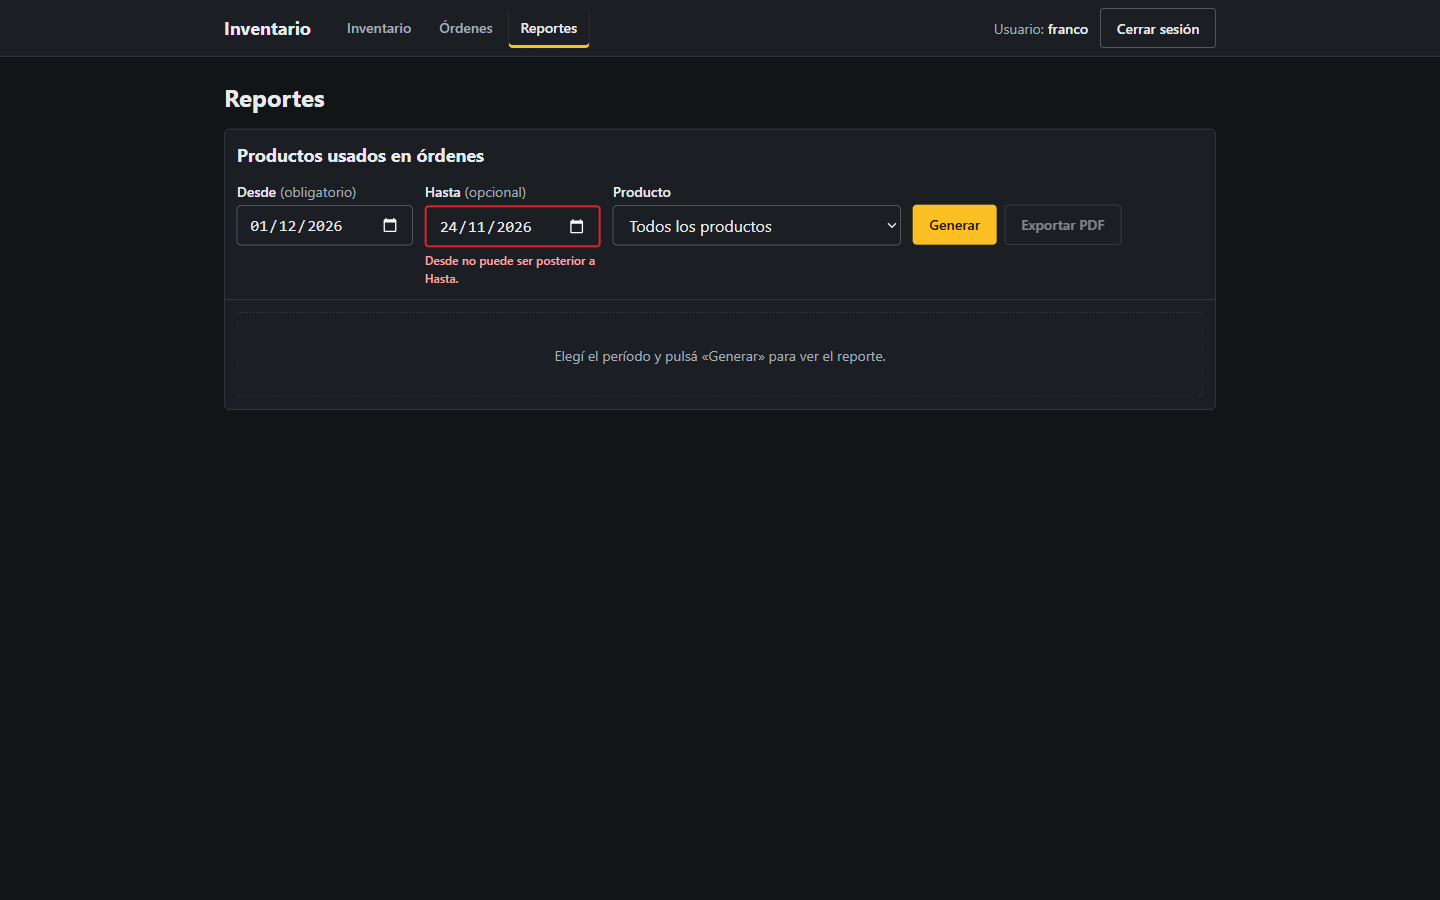 Inventario Inventario Órdenes Reportes Usuario: franco Cerrar sesión
Reportes
Productos usados en órdenes
Desde (obligatorio) Hasta (opcional) Producto
01/12/2026 24/11/2026 Todos los productos Generar Exportar PDF
Desde no puede ser posterior a
Hasta.
Elegí el período y pulsá «Generar» para ver el reporte.